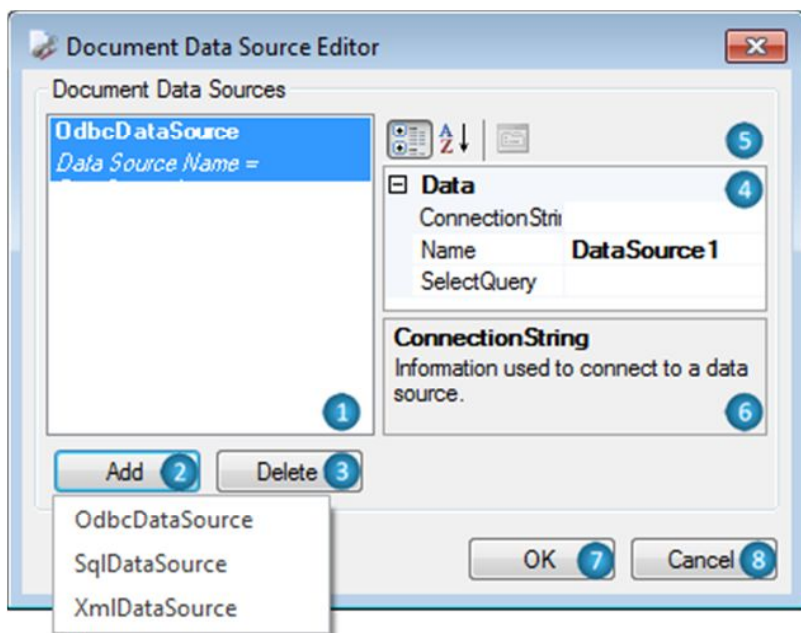 Document Data Source Editor
Document Data Sources
OdbcDataSource
Data Source Name =
1
Add 2
Delete 3
OdbcDataSource
SqlDataSource
XmlDataSource
A
Z
5
Data 4
ConnectionStri
Name DataSource1
SelectQuery
ConnectionString
Information used to connect to a data
source.
6
OK 7
Cancel 8